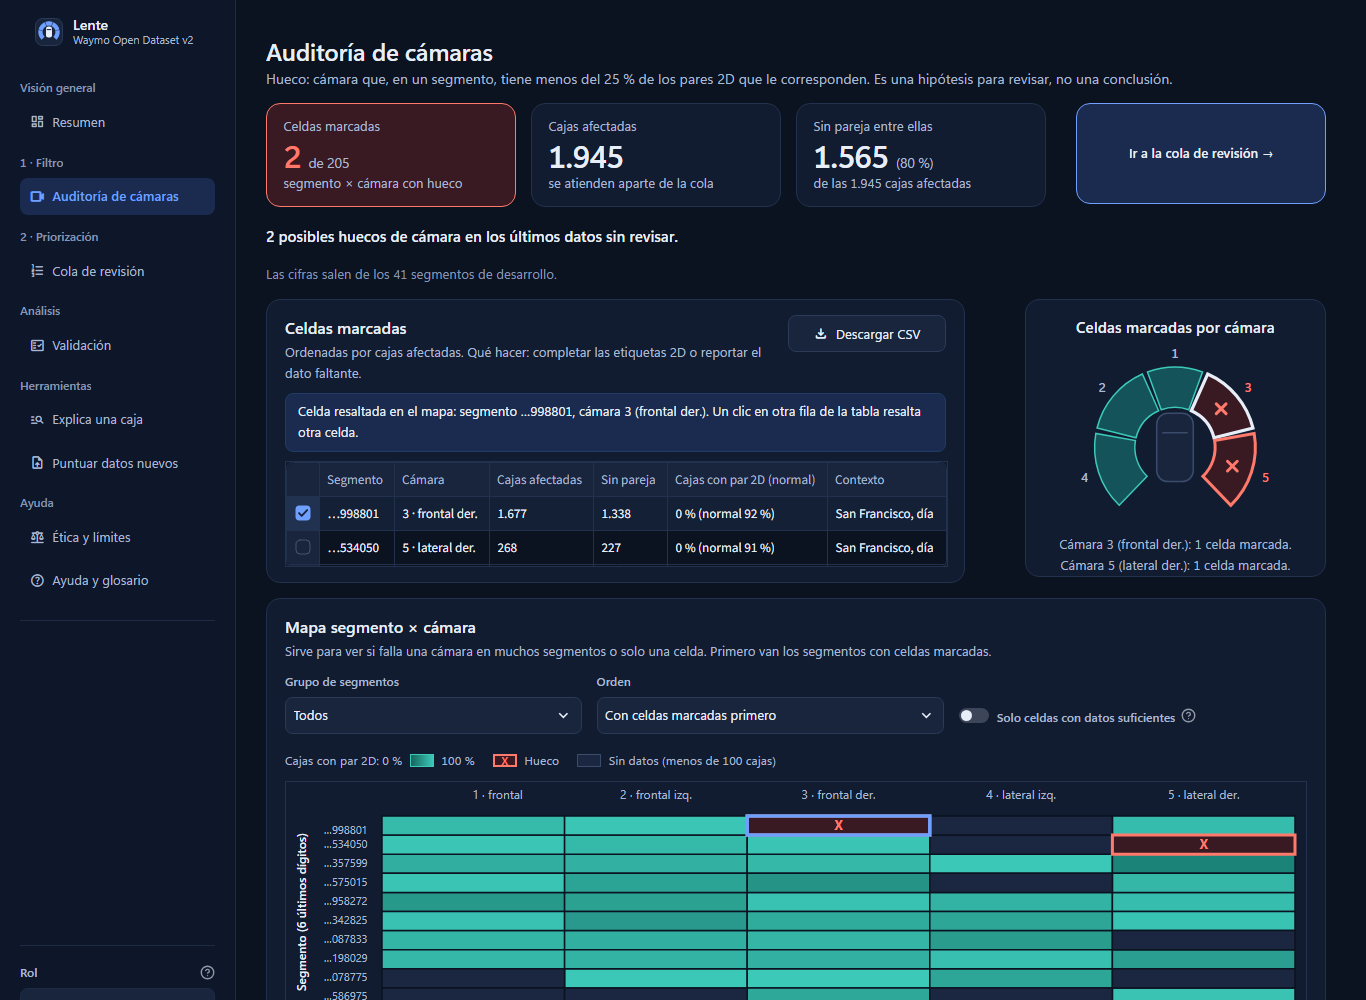 Lente
Waymo Open Dataset v2
Visión general
Resumen
1 · Filtro
Auditoría de cámaras
2 · Priorización
Cola de revisión
Análisis
Validación
Herramientas
Explica una caja
Puntuar datos nuevos
Ayuda
Ética y límites
Ayuda y glosario
Rol
Auditoría de cámaras
Hueco: cámara que, en un segmento, tiene menos del 25 % de los pares 2D que le corresponden. Es una hipótesis para revisar, no una conclusión.
Celdas marcadas
2 de 205
segmento × cámara con hueco
Cajas afectadas
1.945
se atienden aparte de la cola
Sin pareja entre ellas
1.565 (80 %)
de las 1.945 cajas afectadas
Ir a la cola de revisión →
2 posibles huecos de cámara en los últimos datos sin revisar.
Las cifras salen de los 41 segmentos de desarrollo.
Celdas marcadas
Ordenadas por cajas afectadas. Qué hacer: completar las etiquetas 2D o reportar el
dato faltante.
Descargar CSV
Celda resaltada en el mapa: segmento ...998801, cámara 3 (frontal der.). Un clic en otra fila de la tabla resalta
otra celda.
Segmento Cámara Cajas afectadas Sin pareja Cajas con par 2D (normal) Contexto
...998801 3 · frontal der. 1.677 1.338 0 % (normal 92 %) San Francisco, día
...534050 5 · lateral der. 268 227 0 % (normal 91 %) San Francisco, día
Celdas marcadas por cámara
1
2
3
4
5
Cámara 3 (frontal der.): 1 celda marcada.
Cámara 5 (lateral der.): 1 celda marcada.
Mapa segmento × cámara
Sirve para ver si falla una cámara en muchos segmentos o solo una celda. Primero van los segmentos con celdas marcadas.
Grupo de segmentos
Todos
Orden
Con celdas marcadas primero
Solo celdas con datos suficientes
Cajas con par 2D: 0 % 100 % X Hueco Sin datos (menos de 100 cajas)
1 · frontal 2 · frontal izq. 3 · frontal der. 4 · lateral izq. 5 · lateral der.
Segmento (6 últimos dígitos)
...998801 X
...534050 X
...357599
...575015
...958272
...342825
...087833
...198029
...078775
...586975